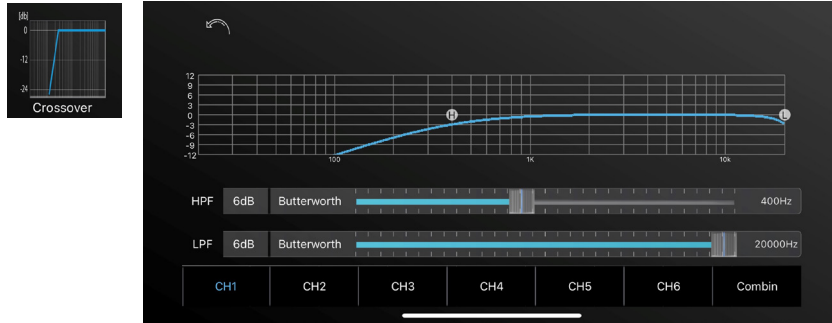 [db]
0
-12
-24
Crossover
12
9
6
3
0
-3
-6
-9
-12
H
L
100
1K
10k
HPF 6dB Butterworth 400Hz
LPF 6dB Butterworth 20000Hz
CH1 CH2 CH3 CH4 CH5 CH6 Combin